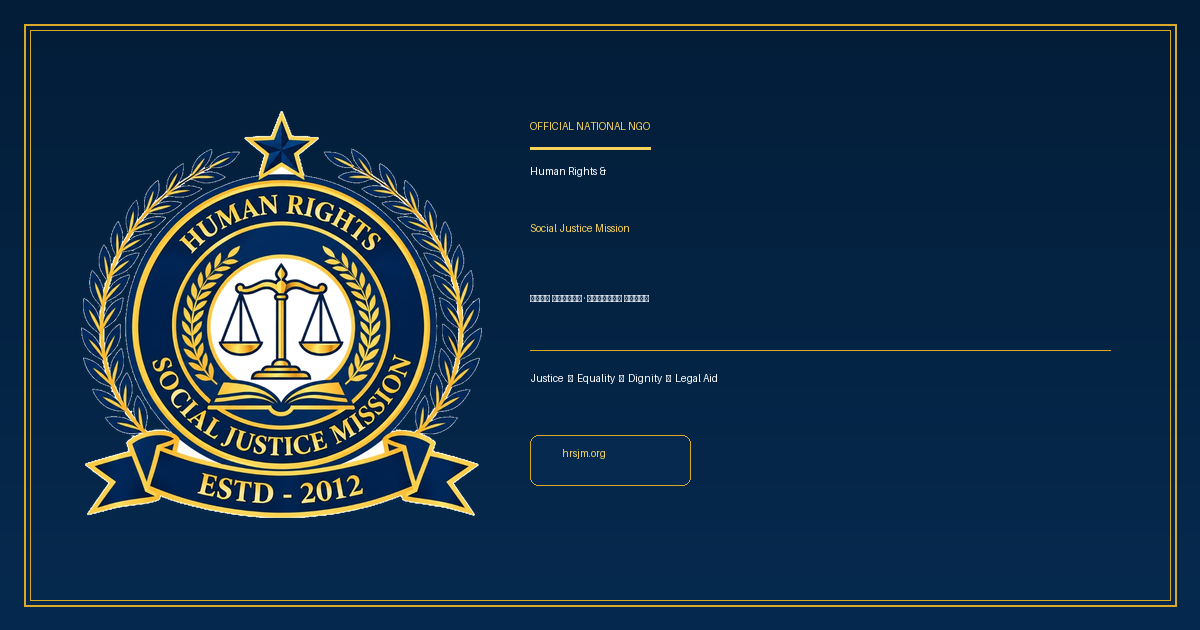 HUMAN RIGHTS
SOCIAL JUSTICE MISSION
ESTD - 2012
OFFICIAL NATIONAL NGO
Human Rights &
Social Justice Mission
Justice Equality Dignity Legal Aid
hrsjm.org